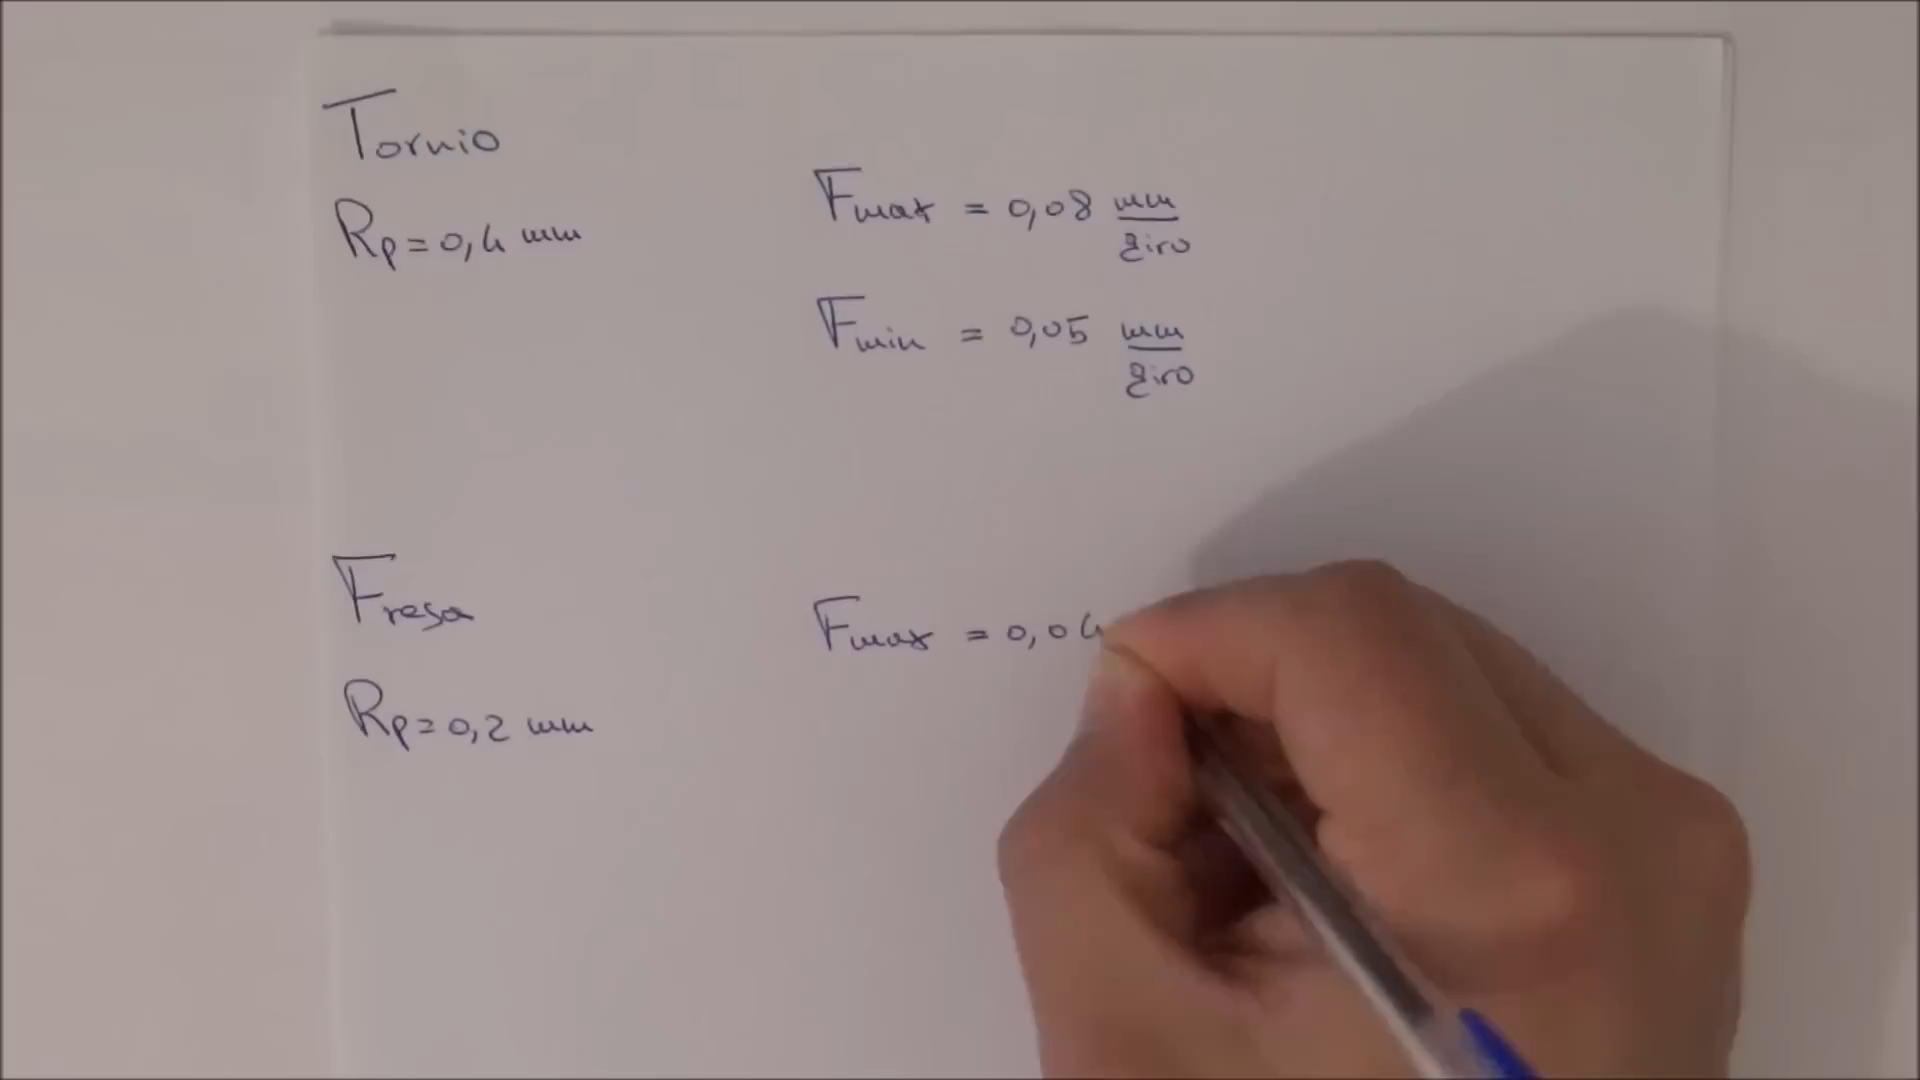 Tornio
Rp = 0,4 mm
Fmax = 0,08 mm/giro
Fmin = 0,05 mm/giro
Fresa
Rp = 0,2 mm
Fmax = 0,04